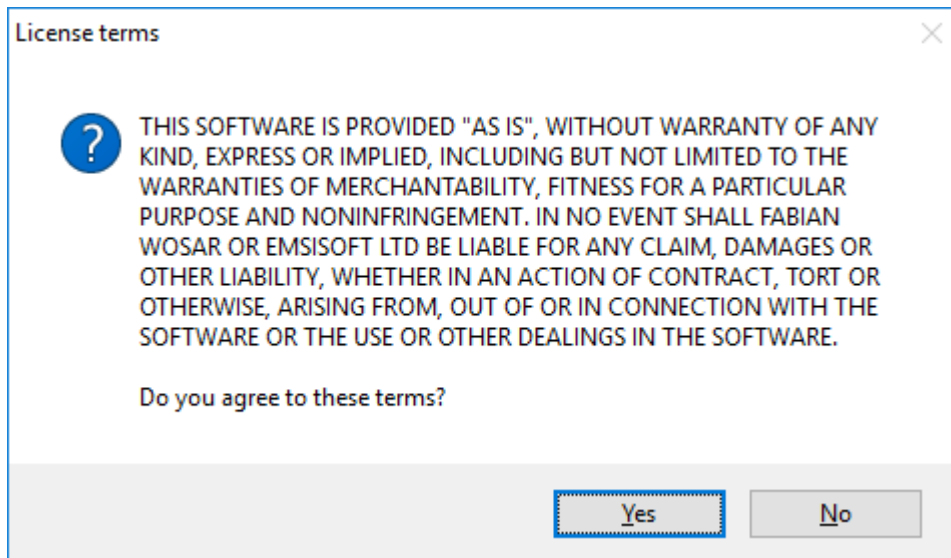 License terms
?
THIS SOFTWARE IS PROVIDED "AS IS", WITHOUT WARRANTY OF ANY
KIND, EXPRESS OR IMPLIED, INCLUDING BUT NOT LIMITED TO THE
WARRANTIES OF MERCHANTABILITY, FITNESS FOR A PARTICULAR
PURPOSE AND NONINFRINGEMENT. IN NO EVENT SHALL FABIAN
WOSAR OR EMSISOFT LTD BE LIABLE FOR ANY CLAIM, DAMAGES OR
OTHER LIABILITY, WHETHER IN AN ACTION OF CONTRACT, TORT OR
OTHERWISE, ARISING FROM, OUT OF OR IN CONNECTION WITH THE
SOFTWARE OR THE USE OR OTHER DEALINGS IN THE SOFTWARE.
Do you agree to these terms?
Yes No